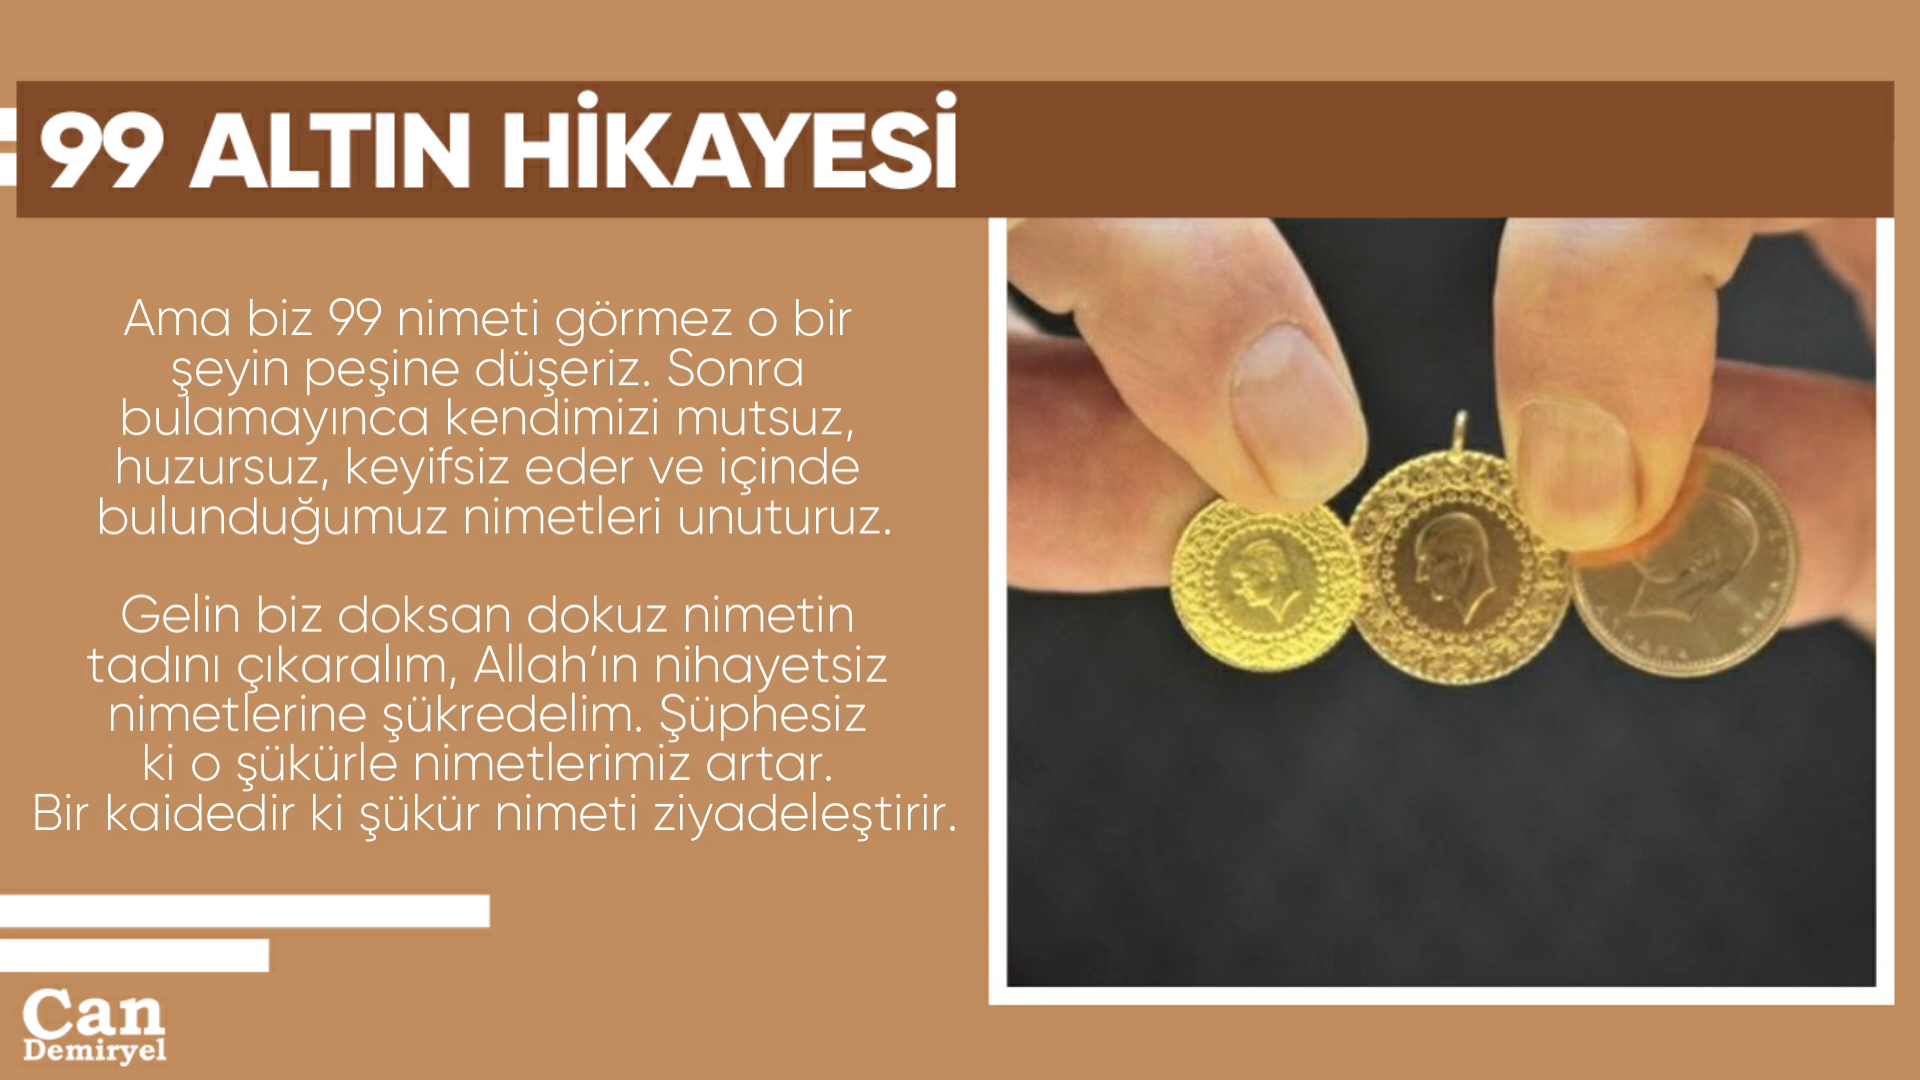 99 ALTIN HİKAYESİ
Ama biz 99 nimeti görmez o bir
şeyin peşine düşeriz. Sonra
bulamayınca kendimizi mutsuz,
huzursuz, keyifsiz eder ve içinde
bulunduğumuz nimetleri unuturuz.
Gelin biz doksan dokuz nimetin
tadını çıkaralım, Allah’ın nihayetsiz
nimetlerine şükredelim. Şüphesiz
ki o şükürle nimetlerimiz artar.
Bir kaidedir ki şükür nimeti ziyadeleştirir.
Can
Demiryel